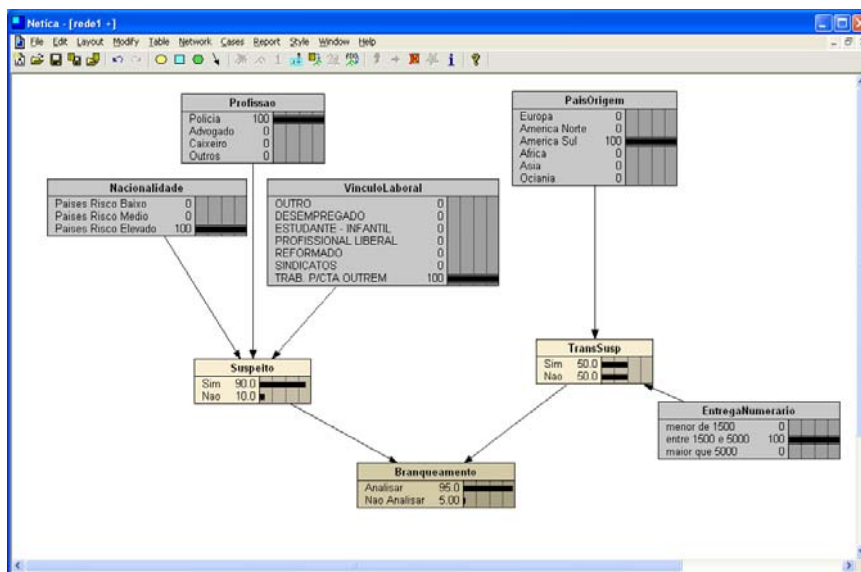 Netica - [rede1 +]
File Edit Layout Modify Table Network Cases Report Style Window Help
Profissao
Policia 100
Advogado 0
Caixeiro 0
Outros 0
PaisOrigem
Europa 0
America Norte 0
America Sul 100
Africa 0
Asia 0
Ociania 0
Nacionalidade
Paises Risco Baixo 0
Paises Risco Medio 0
Paises Risco Elevado 100
VinculoLaboral
OUTRO 0
DESEMPREGADO 0
ESTUDANTE - INFANTIL 0
PROFISSIONAL LIBERAL 0
REFORMADO 0
SINDICATOS 0
TRAB. P/CTA OUTREM 100
Suspeito
Sim 90.0
Nao 10.0
TransSusp
Sim 50.0
Nao 50.0
EntregaNumerario
menor de 1500 0
entre 1500 e 5000 100
maior que 5000 0
Branqueamento
Analisar 95.0
Nao Analisar 5.00